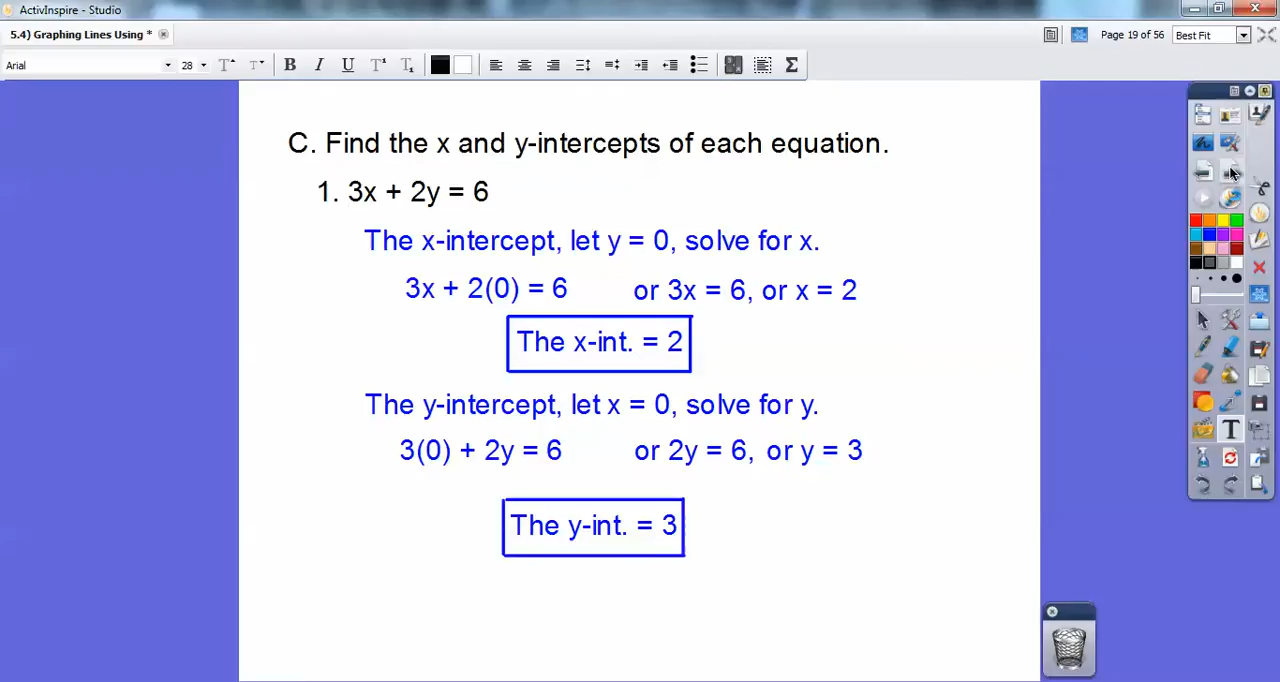 ActivInspire - Studio
5.4) Graphing Lines Using *
Page 19 of 56
Best Fit
Arial
28
B I U
C. Find the x and y-intercepts of each equation.
1. 3x + 2y = 6
The x-intercept, let y = 0, solve for x.
3x + 2(0) = 6 or 3x = 6, or x = 2
The x-int. = 2
The y-intercept, let x = 0, solve for y.
3(0) + 2y = 6 or 2y = 6, or y = 3
The y-int. = 3